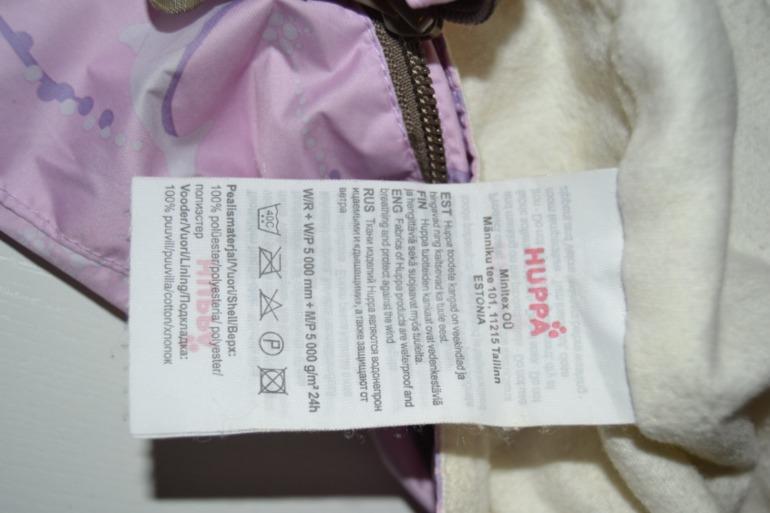 HUPPA
Minitex OÜ
Männiku tee 101, 11215 Tallinn
ESTONIA
EST Huppa toodete kangad on veekindlad ja
hingavad ning kaitsevad ka tuule eest.
FIN Huppa tuotteiden kankaat ovat vedenkestäviä
ja hengittäviä sekä suojaavat myös tuulelta.
ENG Fabrics of Huppa products are waterproof and
breathing and protect against the wind
RUS Ткани изделий Huppa являются водонепрон
ицаемыми и «дышащими», а также защищают от
ветра
W/R + W/P 5 000 mm + M/P 5 000 g/m² 24h
40C
P
Pealismaterjal/Vuori/Shell/Верх:
100% polüester/polyesteria/ polyester/
полиэстер
Vooder/Vuori/Lining/Подкладка:
100% puuvill/puuvilla/cotton/хлопок